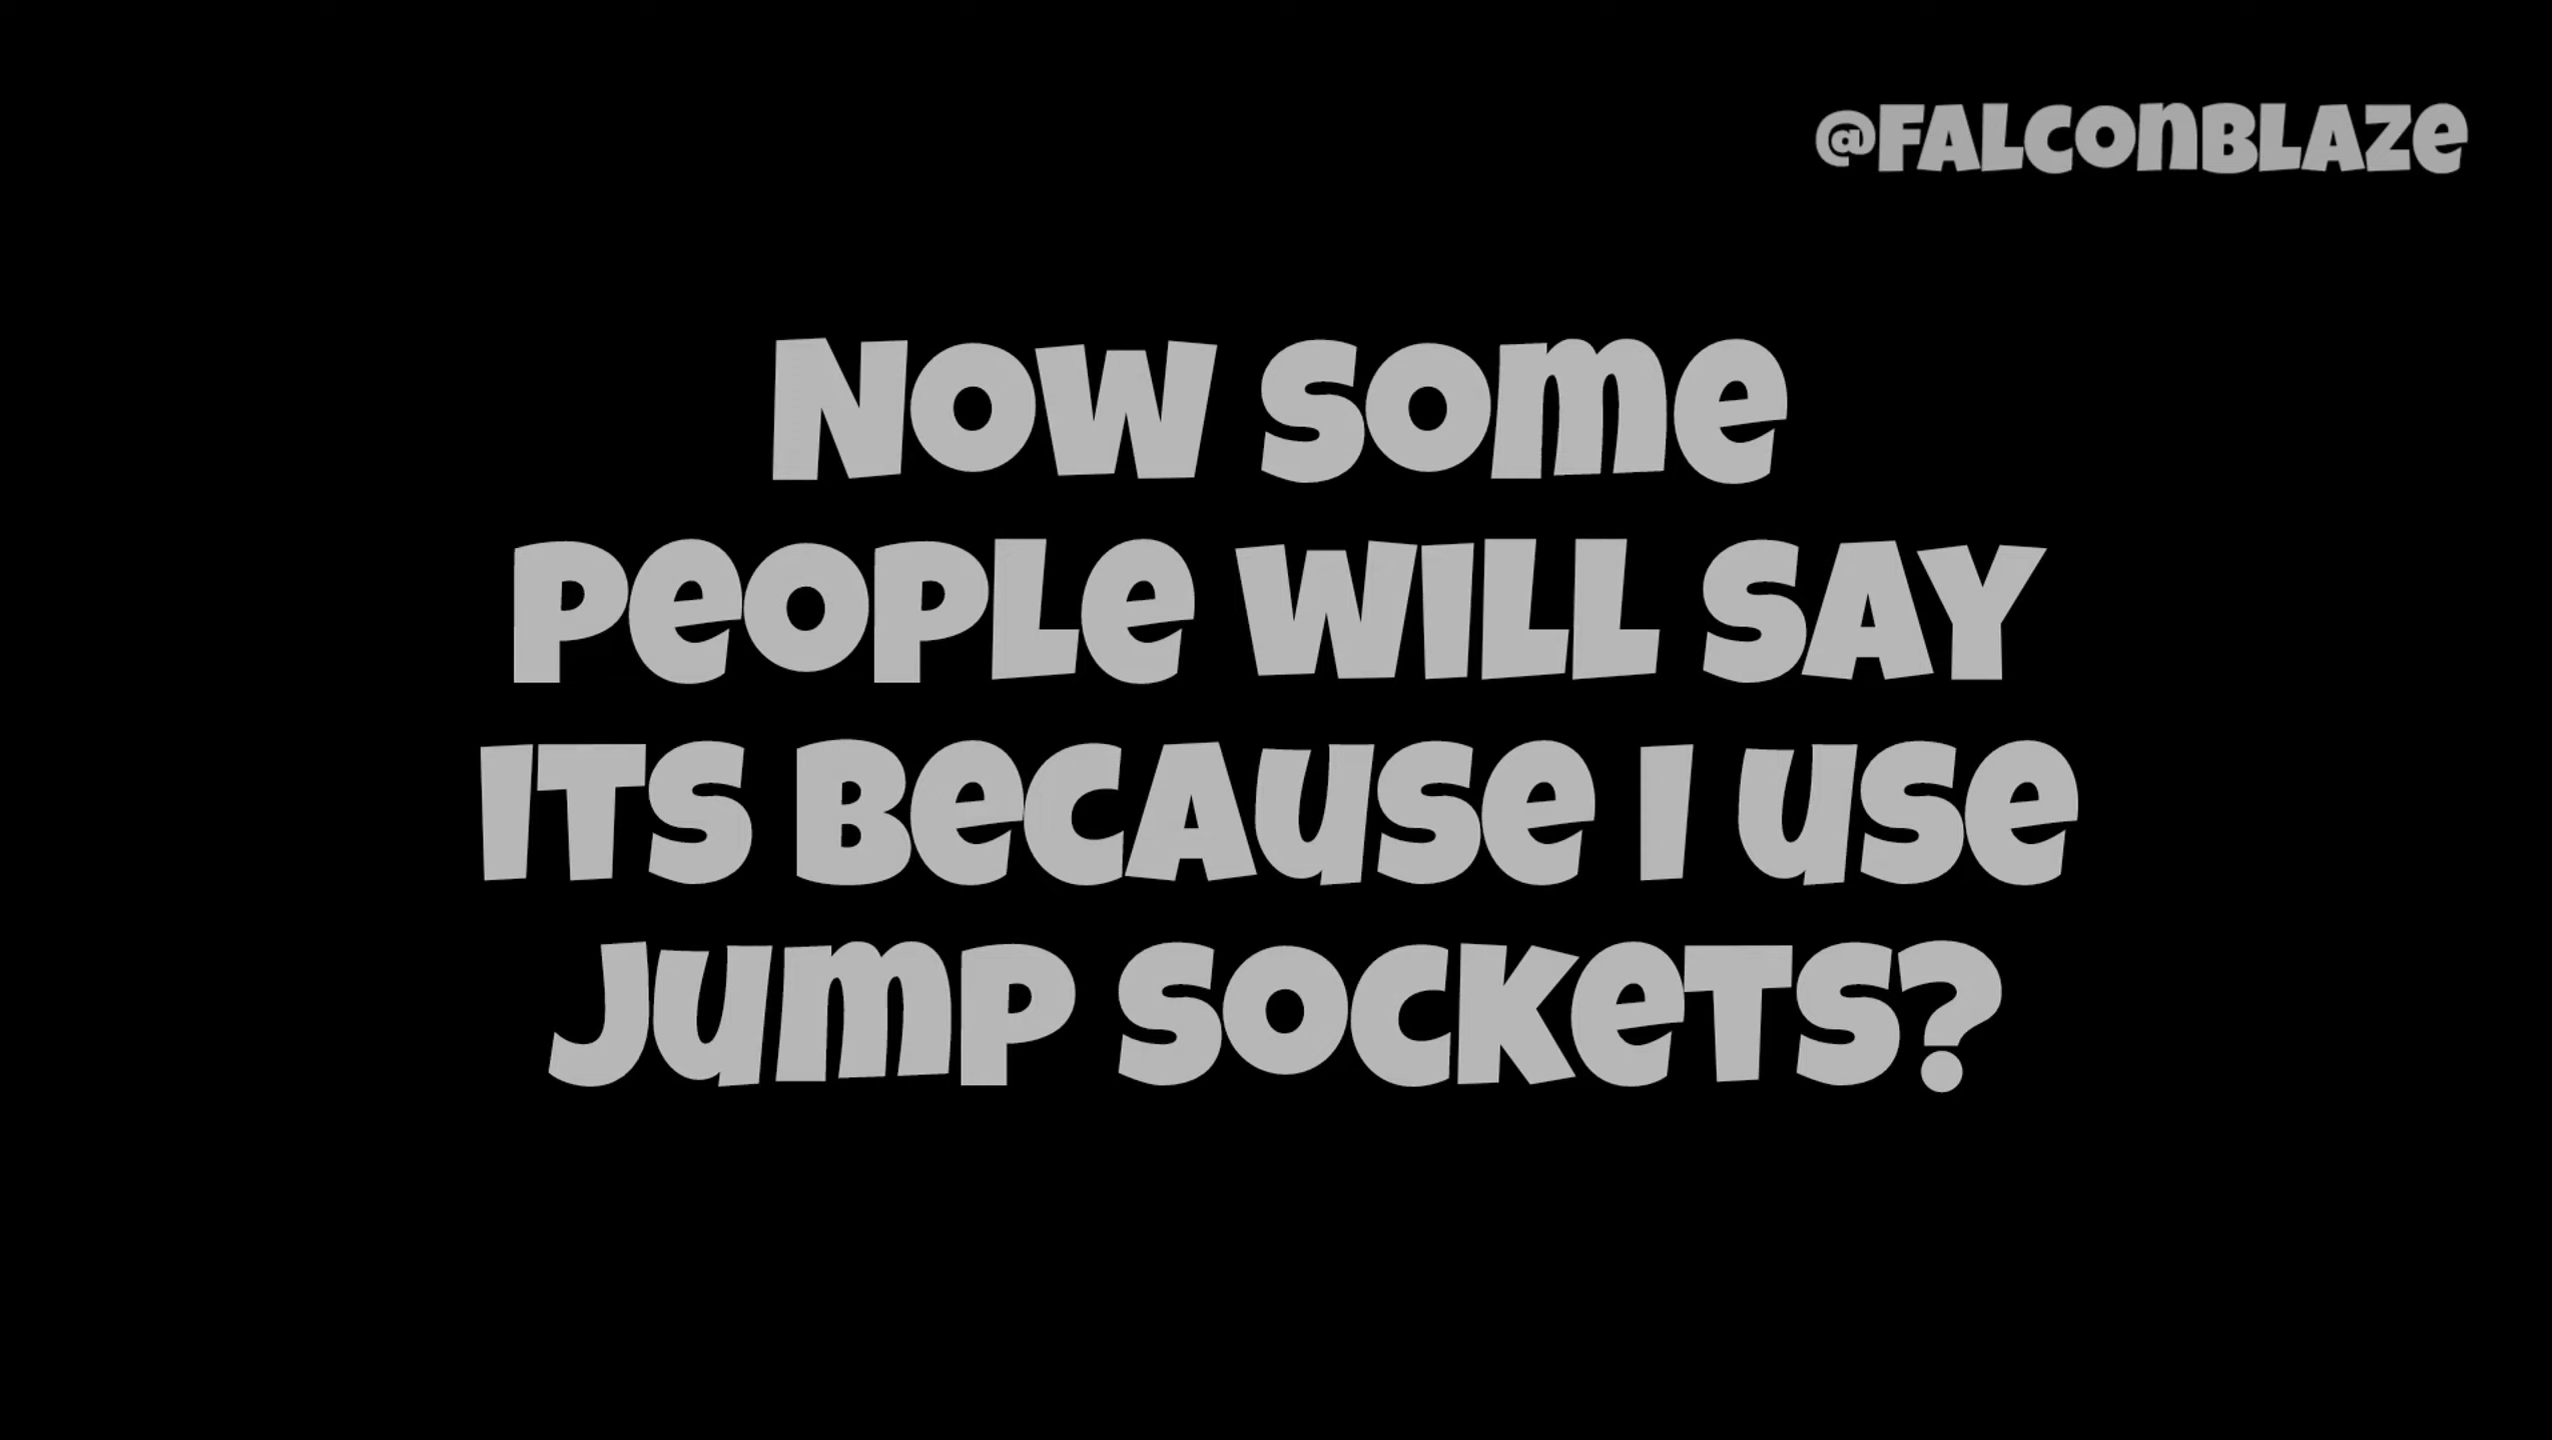 @FALCONBLAZE
Now some
people will say
its because I use
jump sockets?